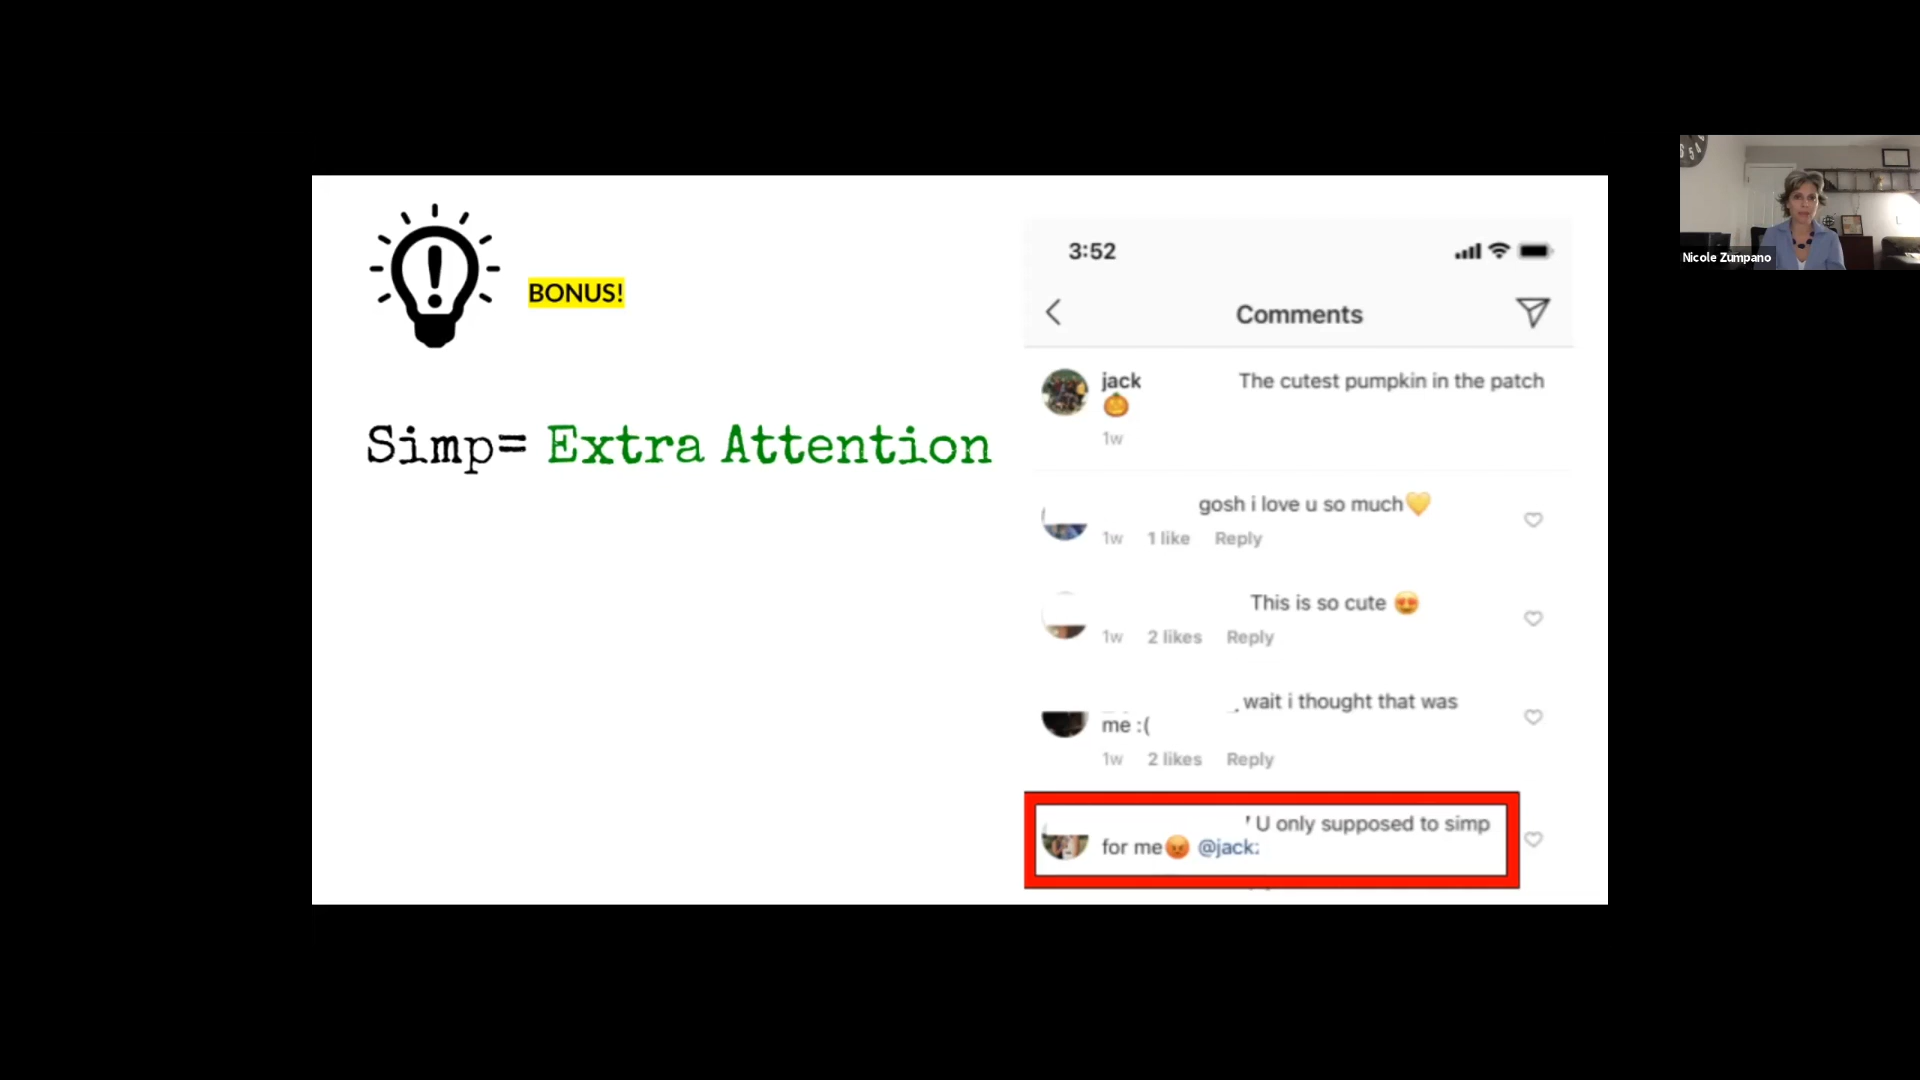 BONUS!
Simp= Extra Attention
3:52
Comments
jack The cutest pumpkin in the patch
1w
gosh i love u so much
1w 1 like Reply
This is so cute
1w 2 likes Reply
wait i thought that was
me :(
1w 2 likes Reply
U only supposed to simp
for me @jack:
Nicole Zumpano